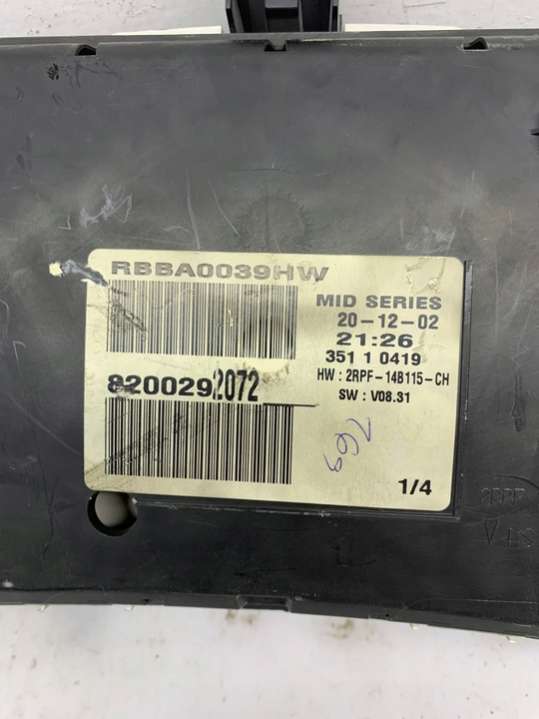 RBBA0039HW
MID SERIES
20-12-02
21:26
351 1 0419
HW : 2RPF-14B115-CH
SW : V08.31
8200292072
1/4